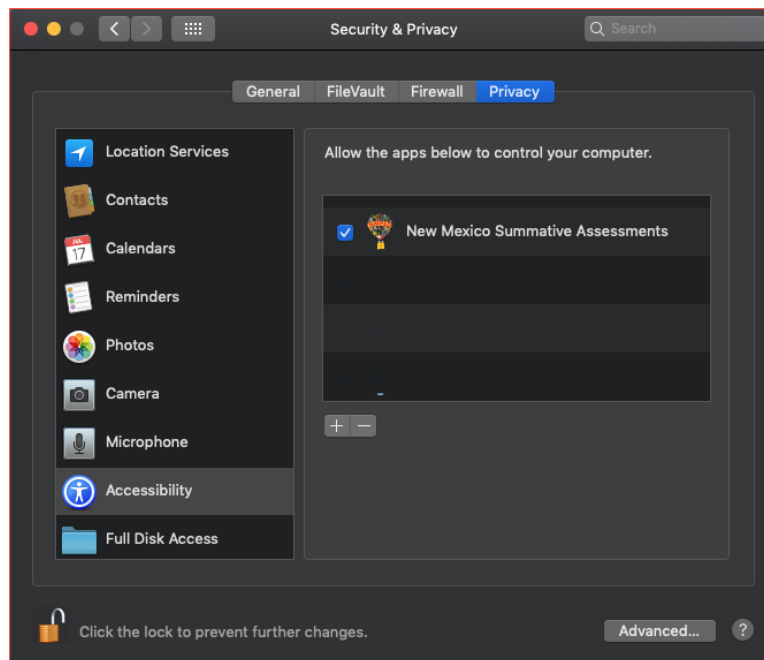 Security & Privacy
Search
General
FileVault
Firewall
Privacy
Location Services
Contacts
JUL
17
Calendars
Reminders
Photos
Camera
Microphone
Accessibility
Full Disk Access
Allow the apps below to control your computer.
New Mexico Summative Assessments
+
−
Click the lock to prevent further changes.
Advanced...
?